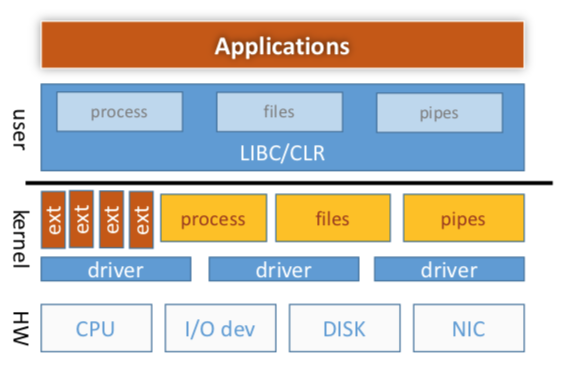 Applications
user
process
files
pipes
LIBC/CLR
kernel
ext
ext
ext
ext
process
files
pipes
driver
driver
driver
HW
CPU
I/O dev
DISK
NIC